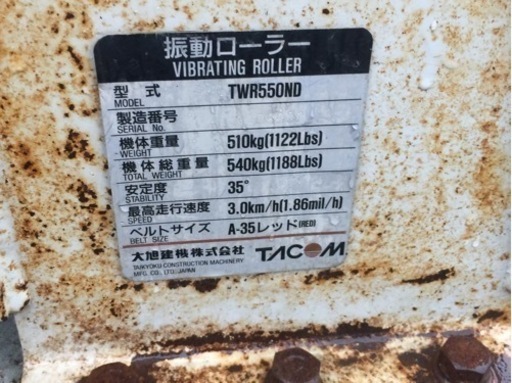 振動ローラー
VIBRATING ROLLER
型式 TWR550ND
MODEL
製造番号
SERIAL No.
機体重量 510kg(1122Lbs)
WEIGHT
機体総重量 540kg(1188Lbs)
TOTAL WEIGHT
安定度 35°
STABILITY
最高走行速度 3.0km/h(1.86mil/h)
SPEED
ベルトサイズ A-35レッド(RED)
BELT SIZE
大旭建機株式会社 TACOM
TAIKYOKU CONSTRUCTION MACHINERY
MFG. CO., LTD. JAPAN